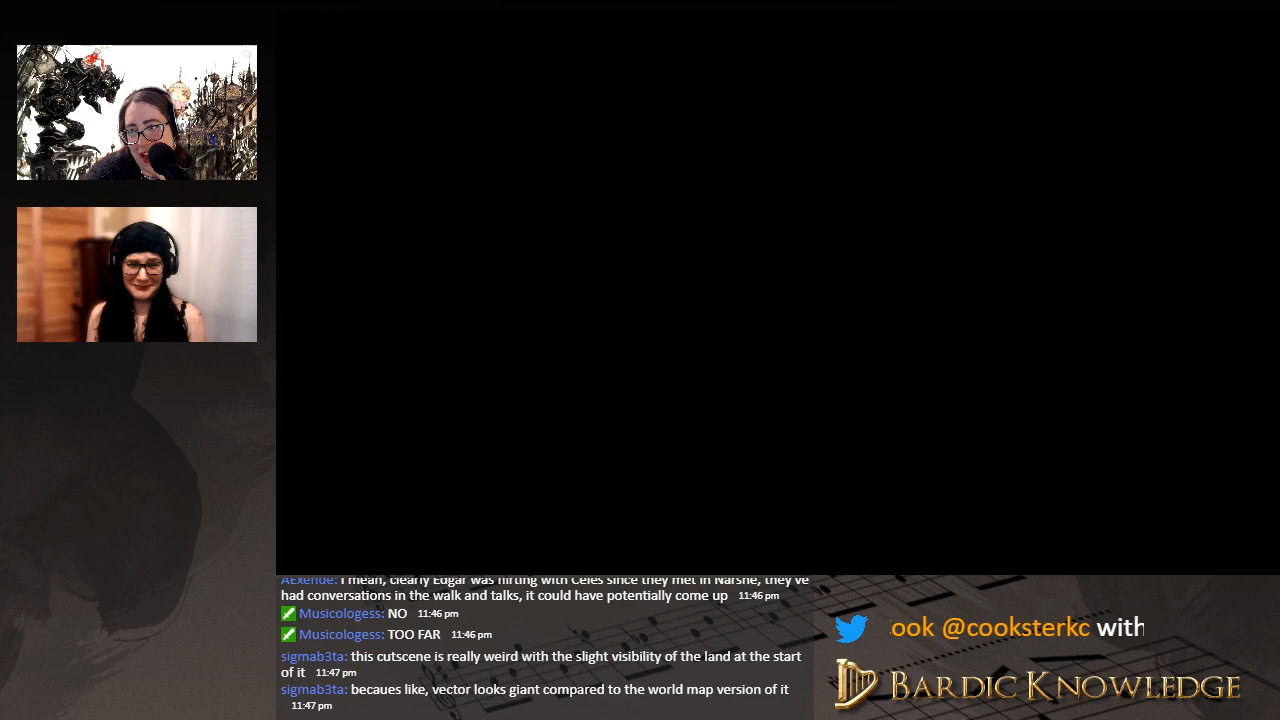 AExende: I mean, clearly Edgar was flirting with Celes since they met in Narshe, they've
had conversations in the walk and talks, it could have potentially come up 11:46 pm
Musicologess: NO 11:46 pm
Musicologess: TOO FAR 11:46 pm
sigmab3ta: this cutscene is really weird with the slight visibility of the land at the start
of it 11:47 pm
sigmab3ta: becaues like, vector looks giant compared to the world map version of it
11:47 pm
ook @cooksterkc with
BARDIC KNOWLEDGE